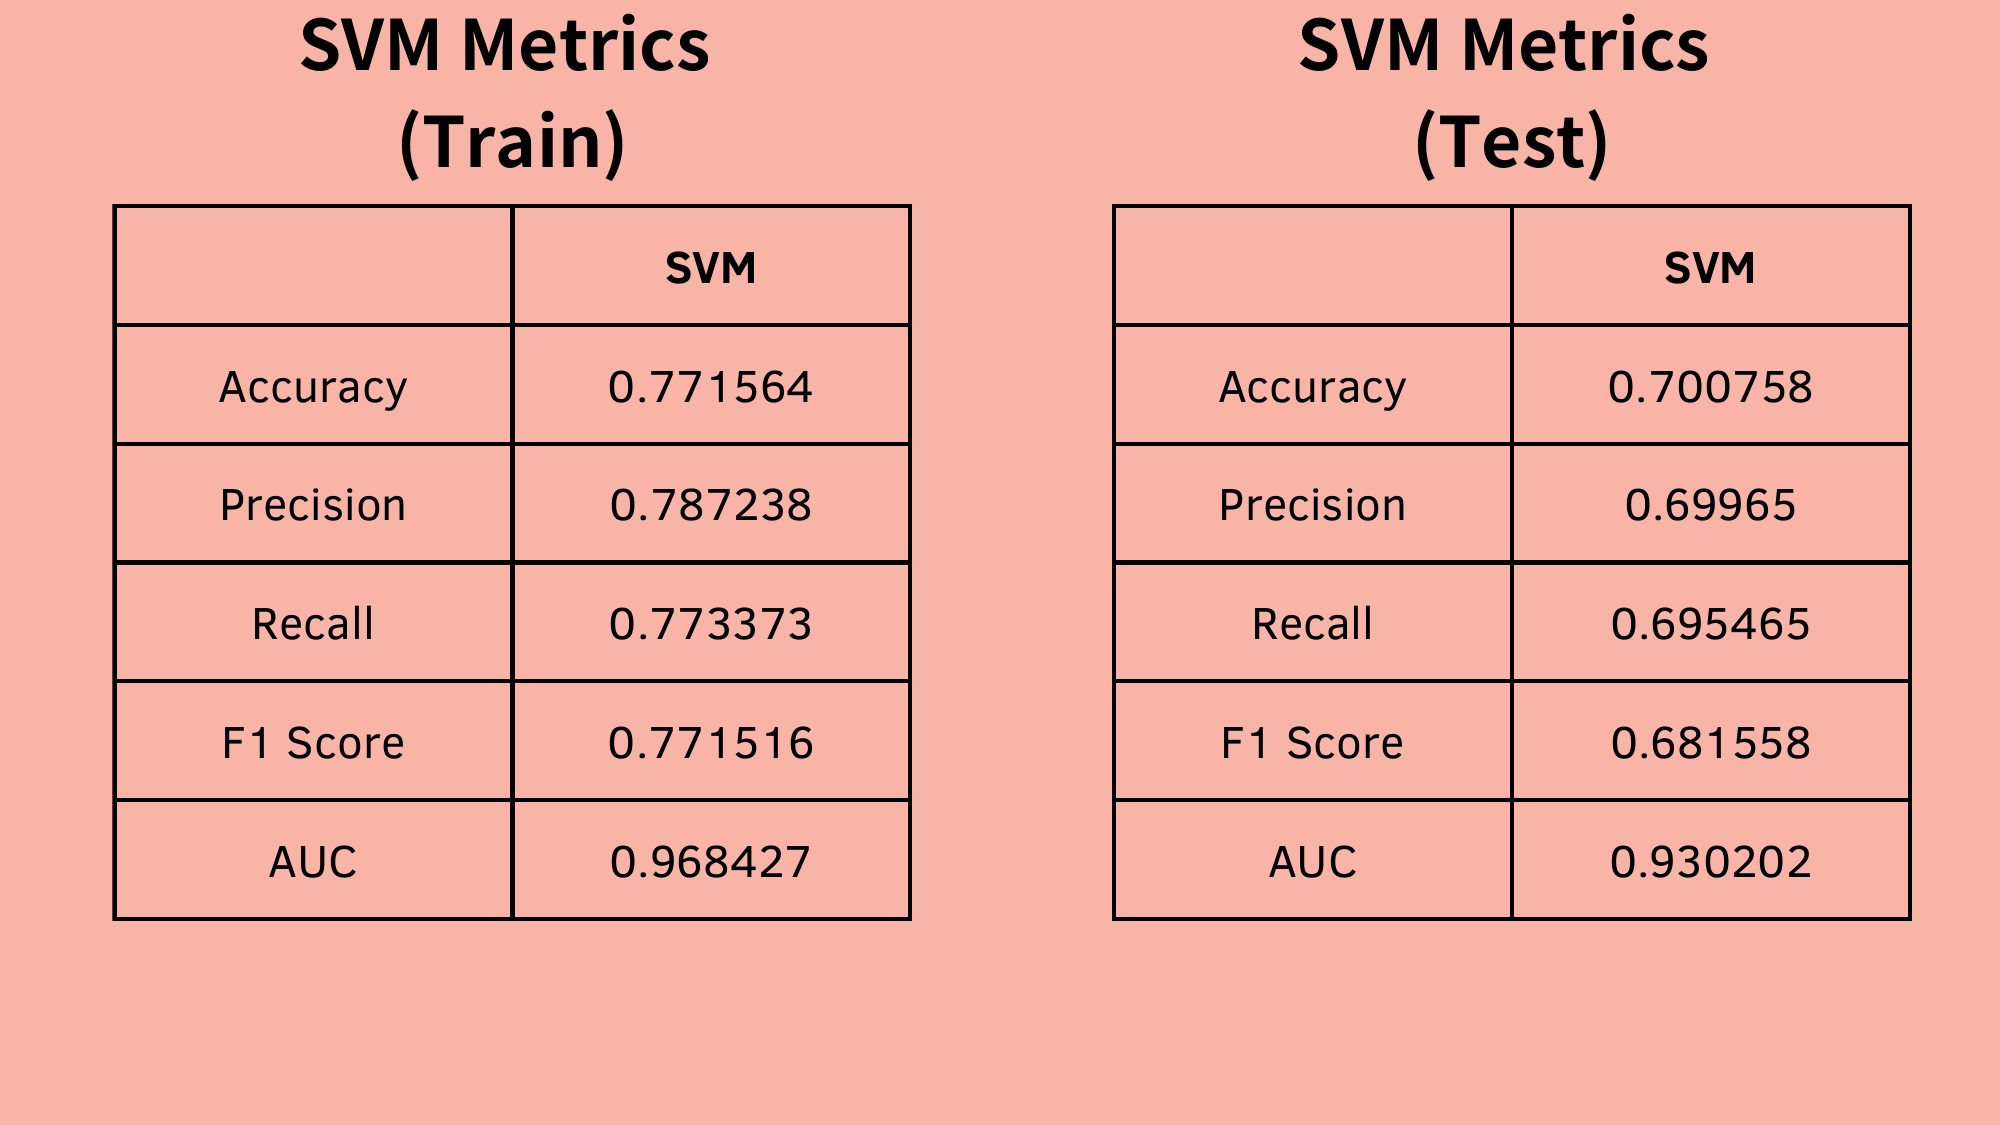 SVM Metrics
(Train)
SVM
Accuracy 0.771564
Precision 0.787238
Recall 0.773373
F1 Score 0.771516
AUC 0.968427
SVM Metrics
(Test)
SVM
Accuracy 0.700758
Precision 0.69965
Recall 0.695465
F1 Score 0.681558
AUC 0.930202